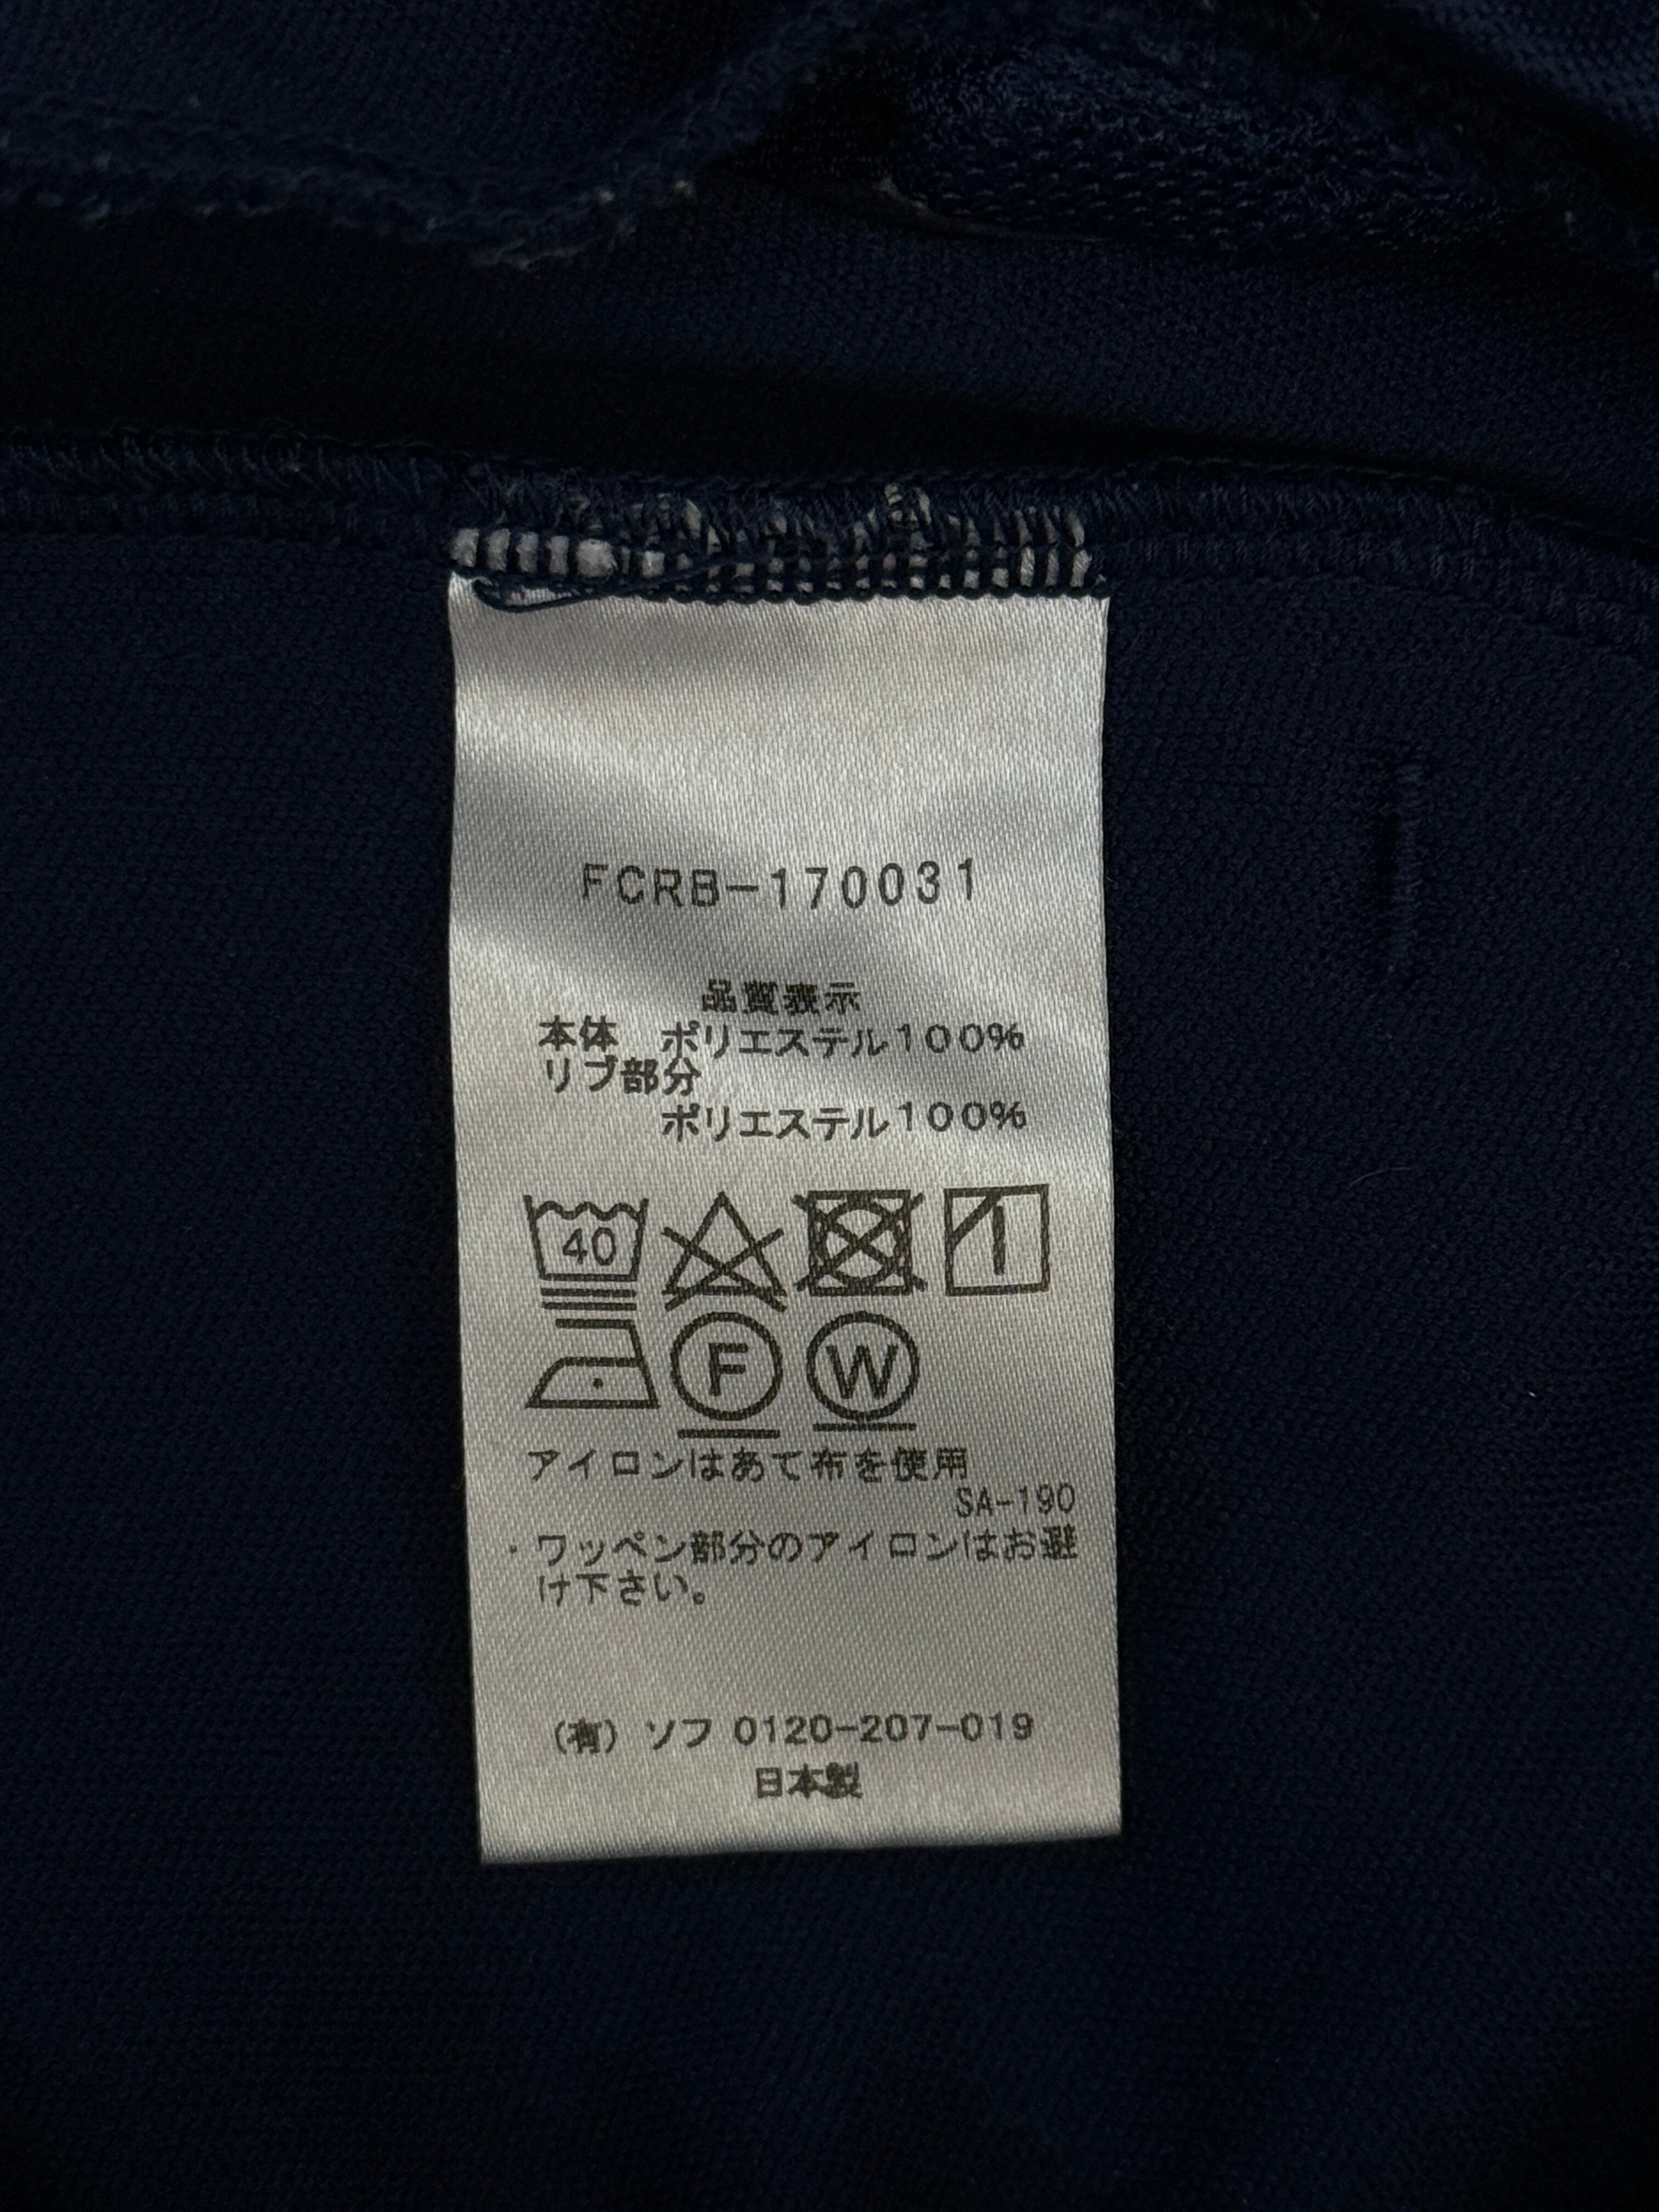 FCRB-170031
品質表示
本体　ポリエステル100%
リブ部分
ポリエステル100%
40
F W
アイロンはあて布を使用
SA-190
・ワッペン部分のアイロンはお避
け下さい。
(有) ソフ 0120-207-019
日本製